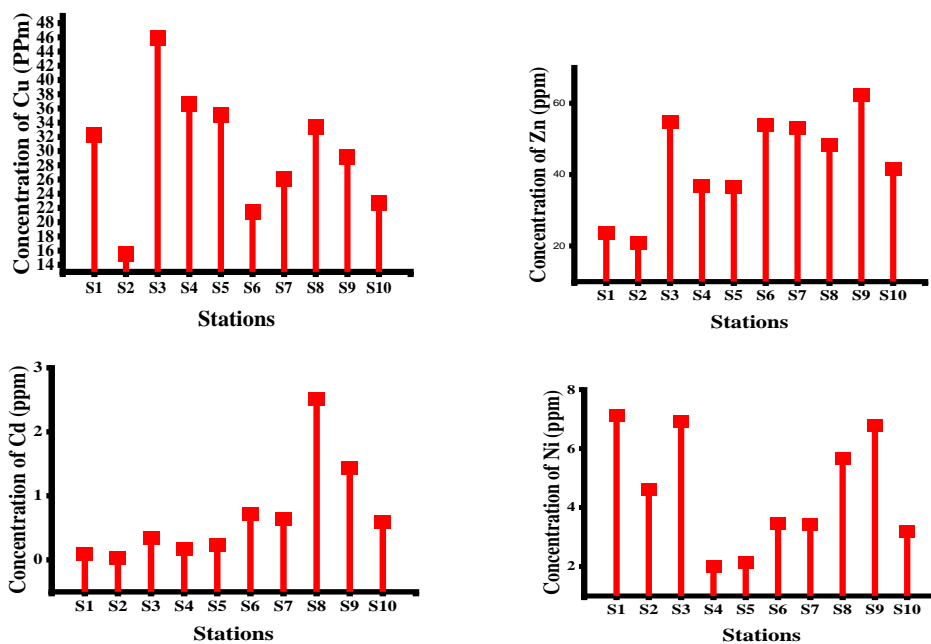 Concentration of Cu (PPm)
48
46
44
42
40
38
36
34
32
30
28
26
24
22
20
18
16
14
S1 S2 S3 S4 S5 S6 S7 S8 S9 S10
Stations
Concentration of Zn (ppm)
60
40
20
S1 S2 S3 S4 S5 S6 S7 S8 S9 S10
Stations
Concentration of Cd (ppm)
3
2
1
0
S1 S2 S3 S4 S5 S6 S7 S8 S9 S10
Stations
Concentration of Ni (ppm)
8
6
4
2
S1 S2 S3 S4 S5 S6 S7 S8 S9 S10
Stations